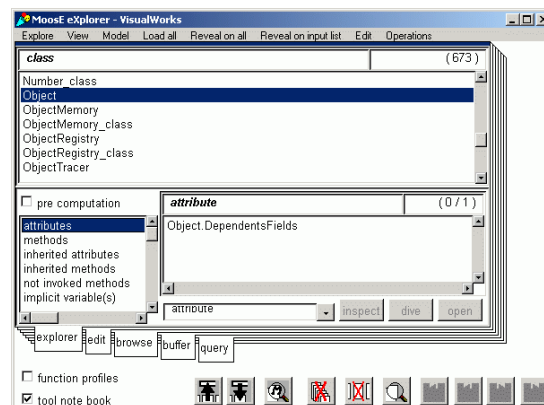 MoosE eXplorer - VisualWorks
Explore View Model Load all Reveal on all Reveal on input list Edit Operations
class (673)
Number_class
Object
ObjectMemory
ObjectMemory_class
ObjectRegistry
ObjectRegistry_class
ObjectTracer
pre computation
attribute (0/1)
attributes
methods
inherited attributes
inherited methods
not invoked methods
implicit variable(s)
Object.DependentsFields
attribute inspect dive open
explorer edit browse buffer query
function profiles
tool note book